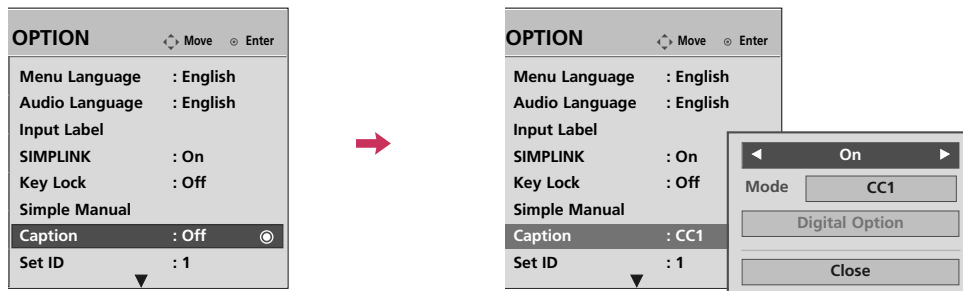 OPTION Move Enter
Menu Language : English
Audio Language : English
Input Label
SIMPLINK : On
Key Lock : Off
Simple Manual
Caption : Off
Set ID : 1
OPTION Move Enter
Menu Language : English
Audio Language : English
Input Label
SIMPLINK : On
Key Lock : Off
Simple Manual
Caption : CC1
Set ID : 1
On
Mode CC1
Digital Option
Close